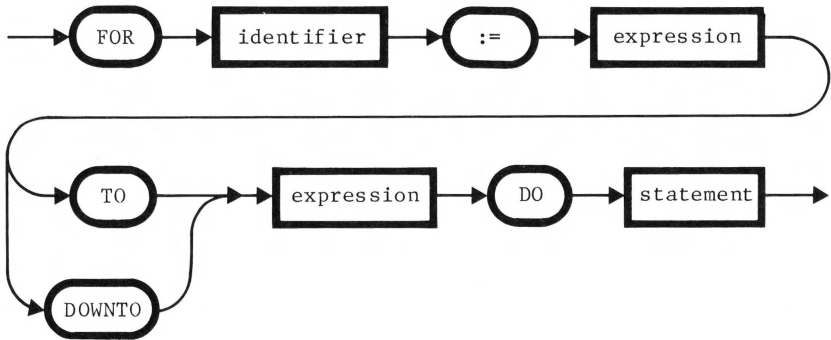 FOR identifier := expression
TO expression DO statement
DOWNTO